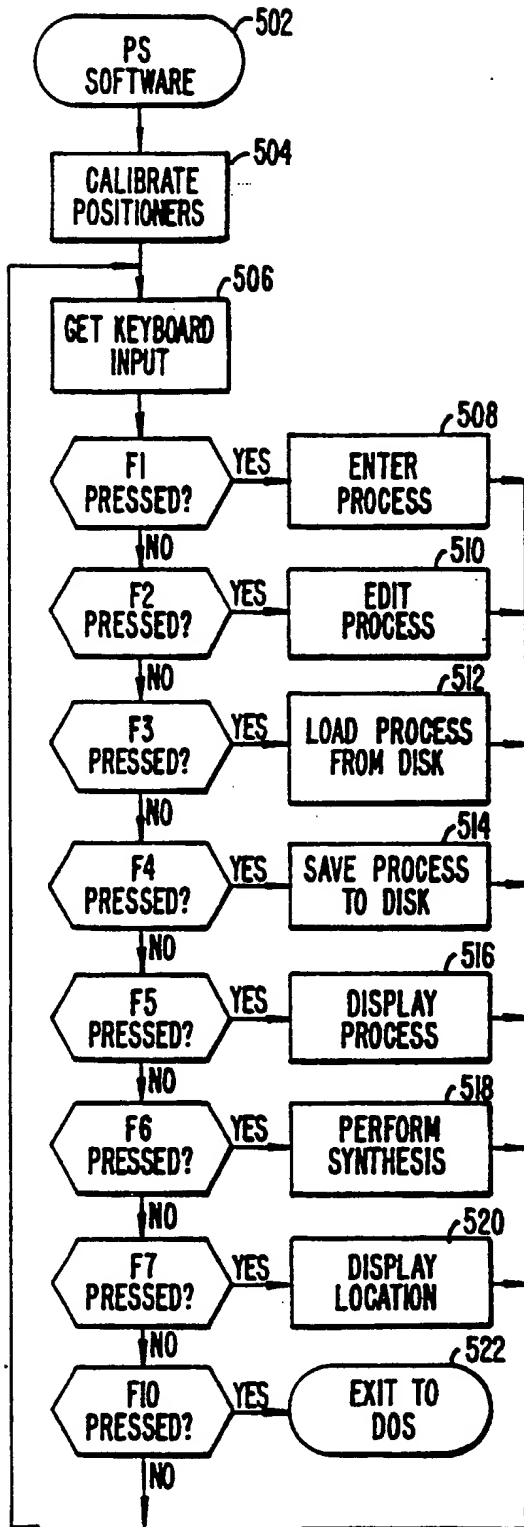 502
PS
SOFTWARE
504
CALIBRATE
POSITIONERS
506
GET KEYBOARD
INPUT
508
F1
PRESSED?
YES
ENTER
PROCESS
NO
510
F2
PRESSED?
YES
EDIT
PROCESS
NO
512
F3
PRESSED?
YES
LOAD PROCESS
FROM DISK
NO
514
F4
PRESSED?
YES
SAVE PROCESS
TO DISK
NO
516
F5
PRESSED?
YES
DISPLAY
PROCESS
NO
518
F6
PRESSED?
YES
PERFORM
SYNTHESIS
NO
520
F7
PRESSED?
YES
DISPLAY
LOCATION
NO
522
F10
PRESSED?
YES
EXIT TO
DOS
NO